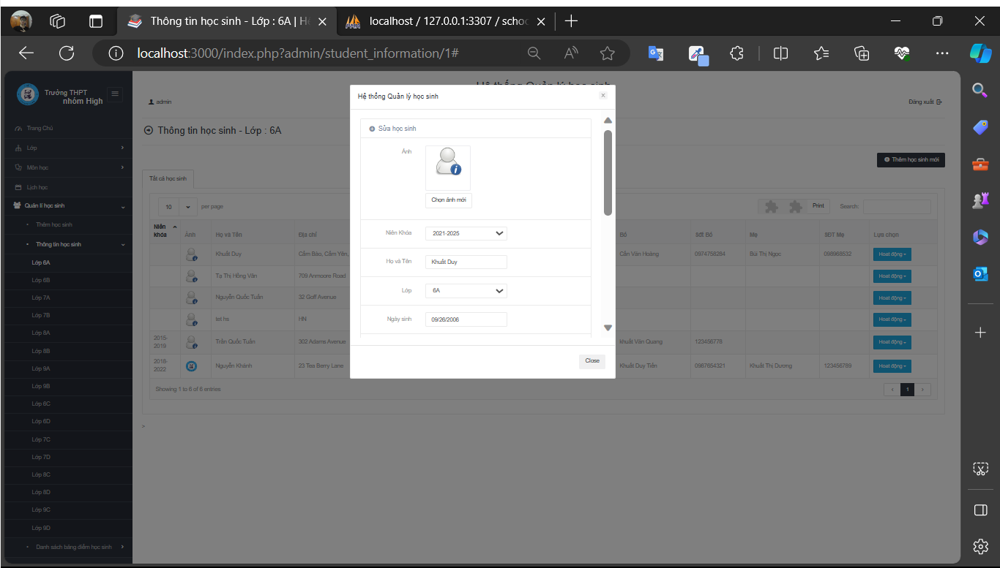 Thông tin học sinh - Lớp : 6A | Hệ
localhost / 127.0.0.1:3307 / schoo
localhost:3000/index.php?admin/student_information/1#
Trường THPT
nhóm High
Trang Chủ
Lớp
Môn học
Lịch học
Quản lí học sinh
Thêm học sinh
Thông tin học sinh
Lớp 6A
Lớp 6B
Lớp 7A
Lớp 7B
Lớp 8A
Lớp 8B
Lớp 9A
Lớp 9B
Lớp 6C
Lớp 6D
Lớp 7C
Lớp 7D
Lớp 8C
Lớp 8D
Lớp 9C
Lớp 9D
Danh sách bảng điểm học sinh
Hệ thống Quản lý học sinh
admin
Đăng xuất
Thông tin học sinh - Lớp : 6A
Thêm học sinh mới
Tất cả học sinh
10 per page
Print Search:
Niên khóa Ảnh Họ và Tên Địa chỉ Bố Sđt Bố Mẹ SĐT Mẹ Lựa chọn
Khuất Duy Cẩm Bào, Cẩm Yên, Cấn Văn Hoàng 0974758284 Bùi Thị Ngọc 098968532 Hoạt động
Tạ Thị Hồng Vân 709 Anmoore Road Hoạt động
Nguyễn Quốc Tuấn 32 Goff Avenue Hoạt động
tet hs HN Hoạt động
2015-2019 Trần Quốc Tuấn 302 Adams Avenue khuất Văn Quang 123456778 Hoạt động
2018-2022 Nguyễn Khánh 23 Tea Berry Lane Khuất Duy Tiến 0987654321 Khuất Thị Dương 123456789 Hoạt động
Showing 1 to 6 of 6 entries
1
>
Hệ thống Quản lý học sinh
x
Sửa học sinh
Ảnh
Chọn ảnh mới
Niên Khóa 2021-2025
Họ và Tên Khuất Duy
Lớp 6A
Ngày sinh 09/26/2006
Close